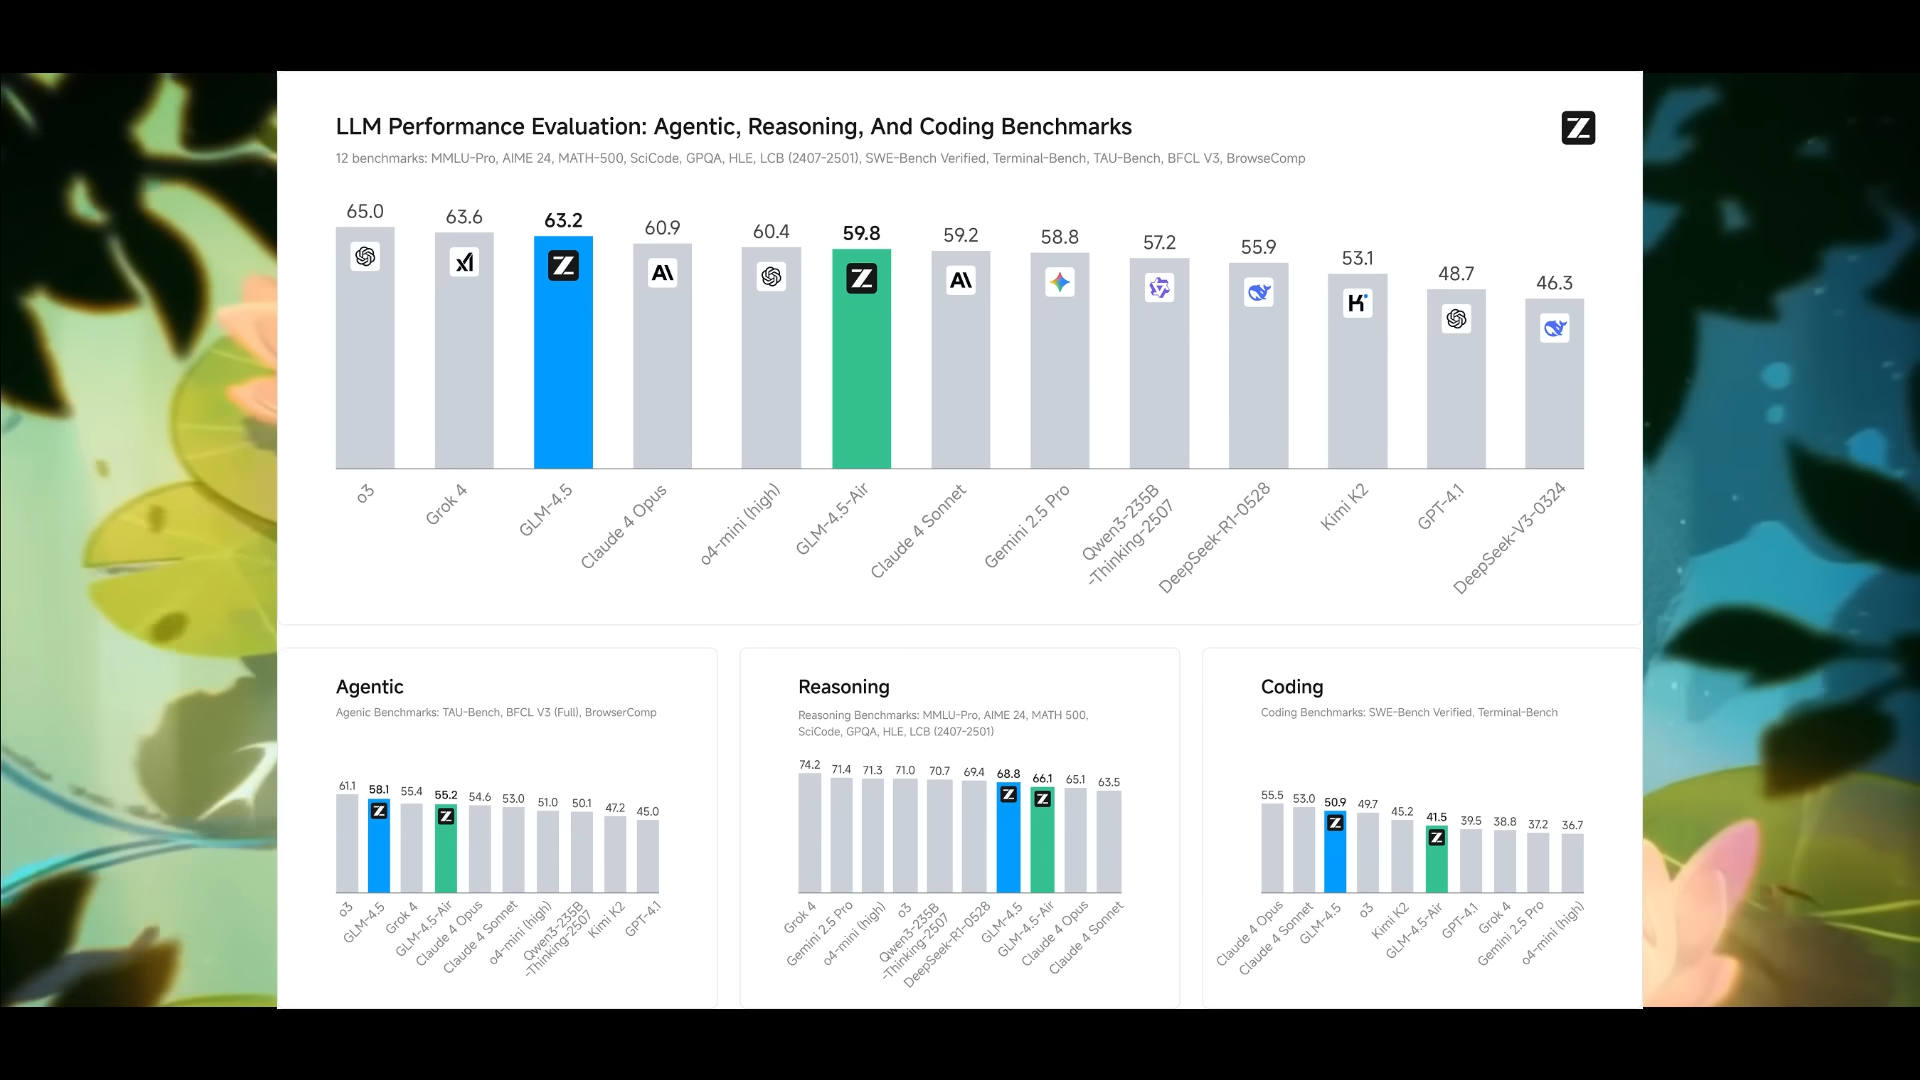 LLM Performance Evaluation: Agentic, Reasoning, And Coding Benchmarks
12 benchmarks: MMLU-Pro, AIME 24, MATH-500, SciCode, GPQA, HLE, LCB (2407-2501), SWE-Bench Verified, Terminal-Bench, TAU-Bench, BFCL V3, BrowseComp
65.0 63.6 63.2 60.9 60.4 59.8 59.2 58.8 57.2 55.9 53.1 48.7 46.3
o3
Grok 4
GLM-4.5
Claude 4 Opus
o4-mini (high)
GLM-4.5-Air
Claude 4 Sonnet
Gemini 2.5 Pro
Qwen3-235B
-Thinking-2507
DeepSeek-R1-0528
Kimi K2
GPT-4.1
DeepSeek-V3-0324
Agentic
Agenic Benchmarks: TAU-Bench, BFCL V3 (Full), BrowserComp
61.1 58.1 55.4 55.2 54.6 53.0 51.0 50.1 47.2 45.0
o3
GLM-4.5
Grok 4
GLM-4.5-Air
Claude 4 Opus
Claude 4 Sonnet
o4-mini (high)
Qwen3-235B
-Thinking-2507
Kimi K2
GPT-4.1
Reasoning
Reasoning Benchmarks: MMLU-Pro, AIME 24, MATH 500,
SciCode, GPQA, HLE, LCB (2407-2501)
74.2 71.4 71.3 71.0 70.7 69.4 68.8 66.1 65.1 63.5
Grok 4
Gemini 2.5 Pro
o4-mini (high)
o3
Qwen3-235B
-Thinking-2507
DeepSeek-R1-0528
GLM-4.5
GLM-4.5-Air
Claude 4 Opus
Claude 4 Sonnet
Coding
Coding Benchmarks: SWE-Bench Verified, Terminal-Bench
55.5 53.0 50.9 49.7 45.2 41.5 39.5 38.8 37.2 36.7
Claude 4 Opus
Claude 4 Sonnet
GLM-4.5
o3
Kimi K2
GLM-4.5-Air
GPT-4.1
Grok 4
Gemini 2.5 Pro
o4-mini (high)